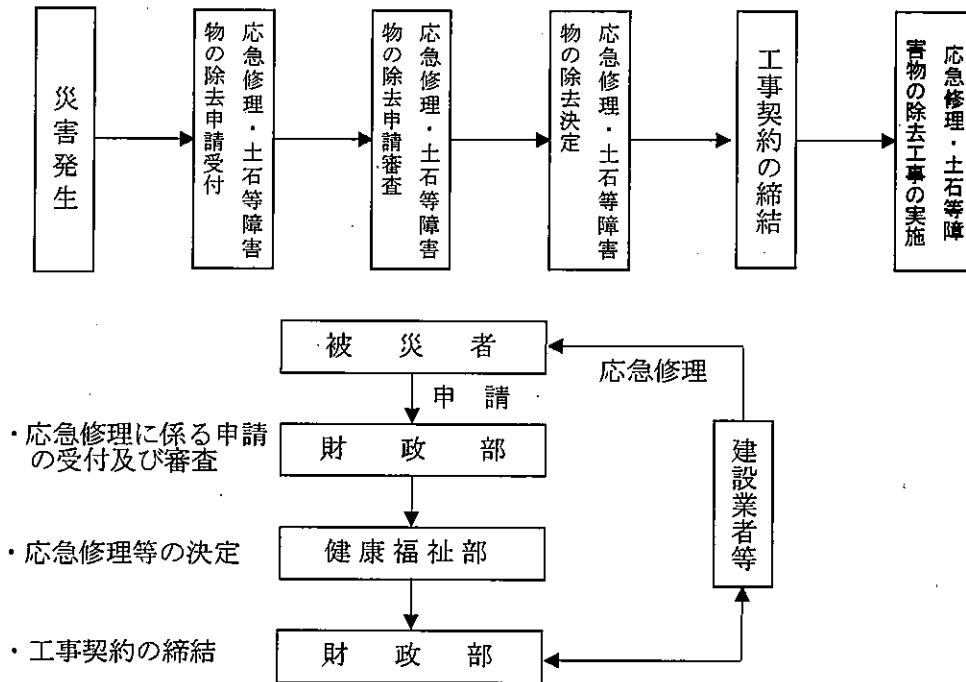 災害発生
応急修理・土石等障害
物の除去申請受付
応急修理・土石等障害
物の除去申請審査
応急修理・土石等障害
物の除去決定
工事契約の締結
応急修理・土石等障
害物の除去工事の実施
被災者
応急修理
申請
・応急修理に係る申請
の受付及び審査
財政部
建設業者等
・応急修理等の決定
健康福祉部
・工事契約の締結
財政部